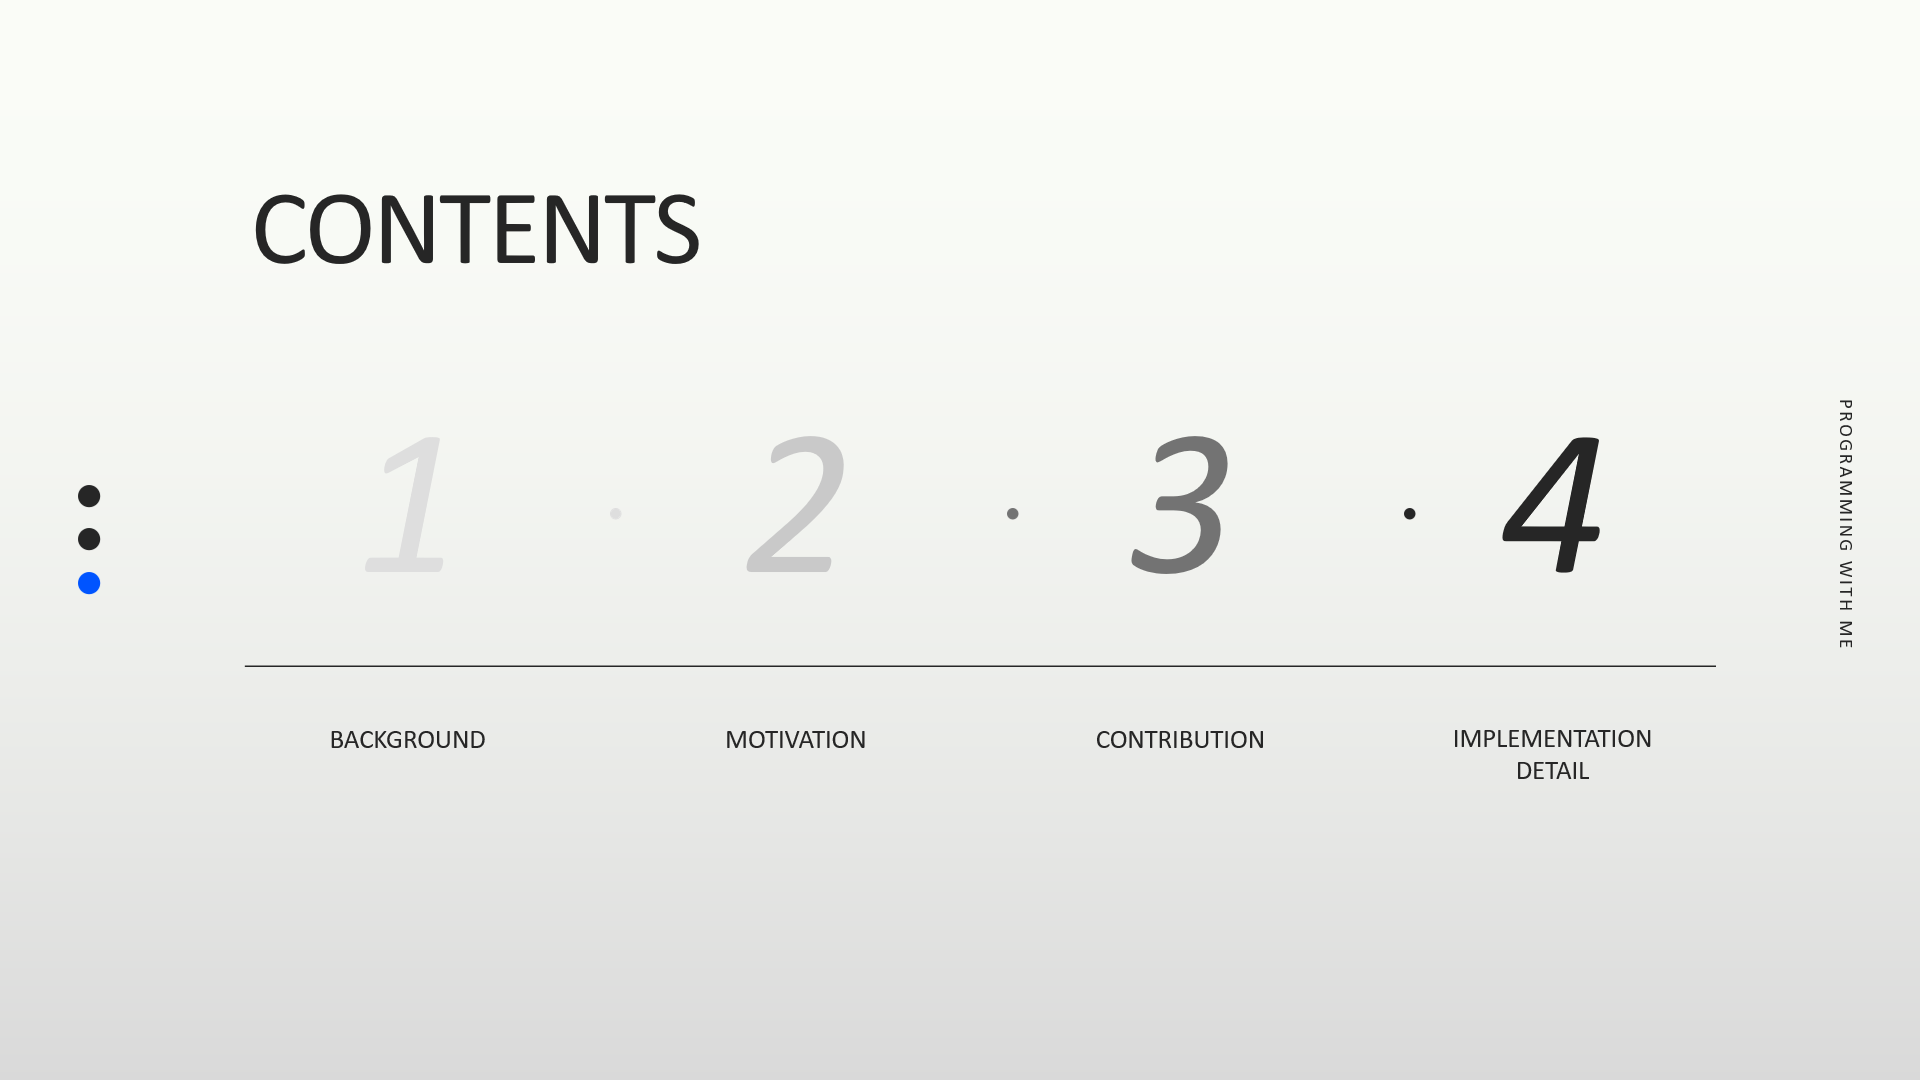 CONTENTS
1
2
3
4
BACKGROUND
MOTIVATION
CONTRIBUTION
IMPLEMENTATION
DETAIL
PROGRAMMING WITH ME